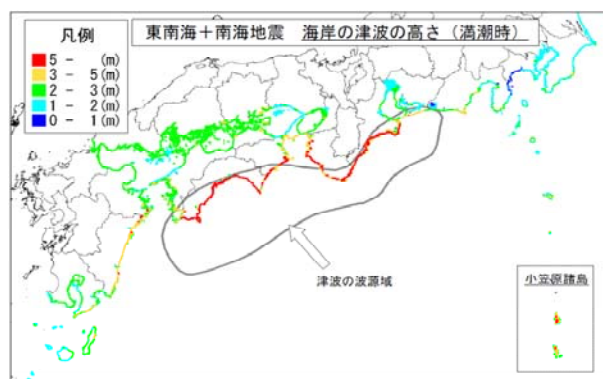 凡例
5 - (m)
3 - 5(m)
2 - 3(m)
1 - 2(m)
0 - 1(m)
東南海+南海地震 海岸の津波の高さ(満潮時)
津波の波源域
小笠原諸島